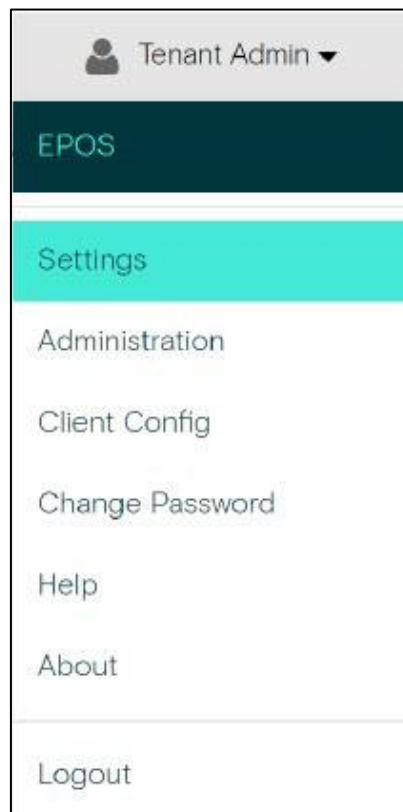 Tenant Admin
EPOS
Settings
Administration
Client Config
Change Password
Help
About
Logout